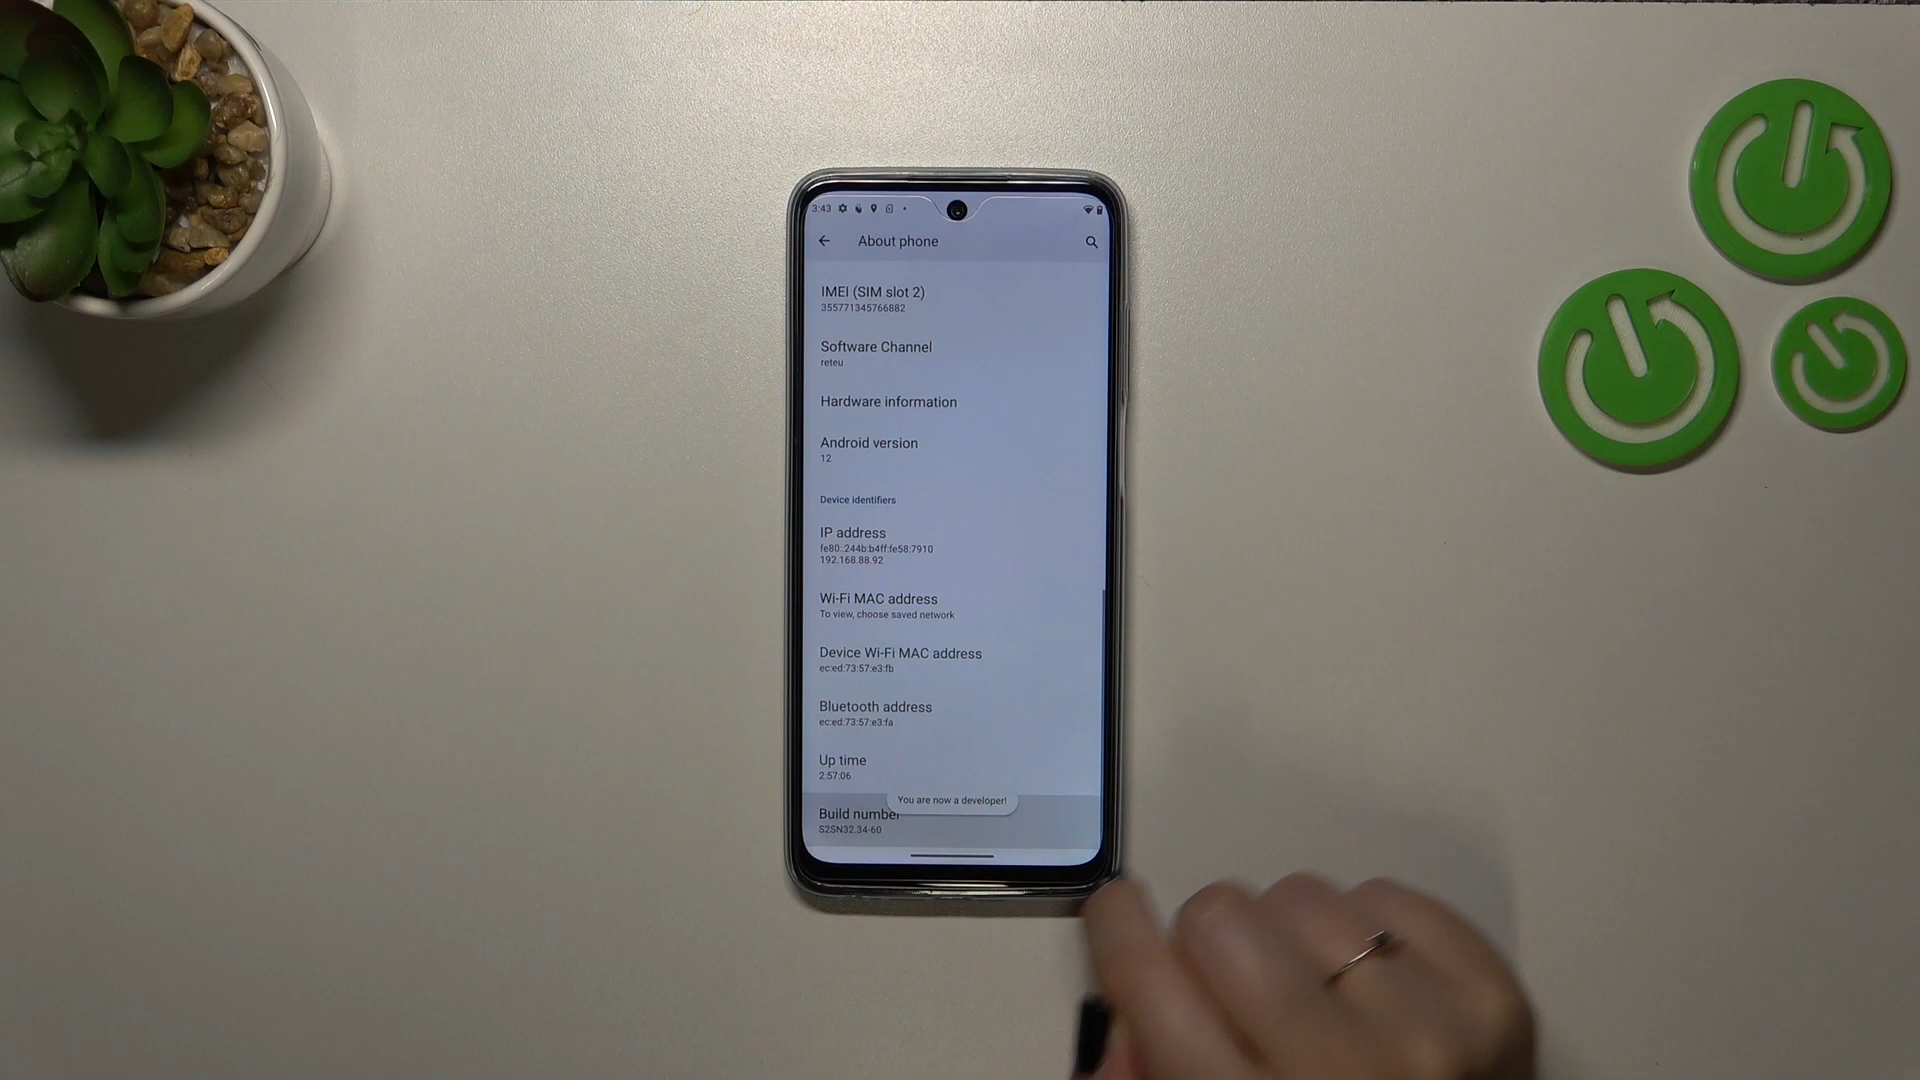 3:43
About phone
IMEI (SIM slot 2)
355771345766882
Software Channel
reteu
Hardware information
Android version
12
Device identifiers
IP address
fe80::244b:b4ff:fe58:7910
192.168.88.92
Wi-Fi MAC address
To view, choose saved network
Device Wi-Fi MAC address
ec:ed:73:57:e3:fb
Bluetooth address
ec:ed:73:57:e3:fa
Up time
2:57:06
You are now a developer!
Build number
S2SN32.34-60